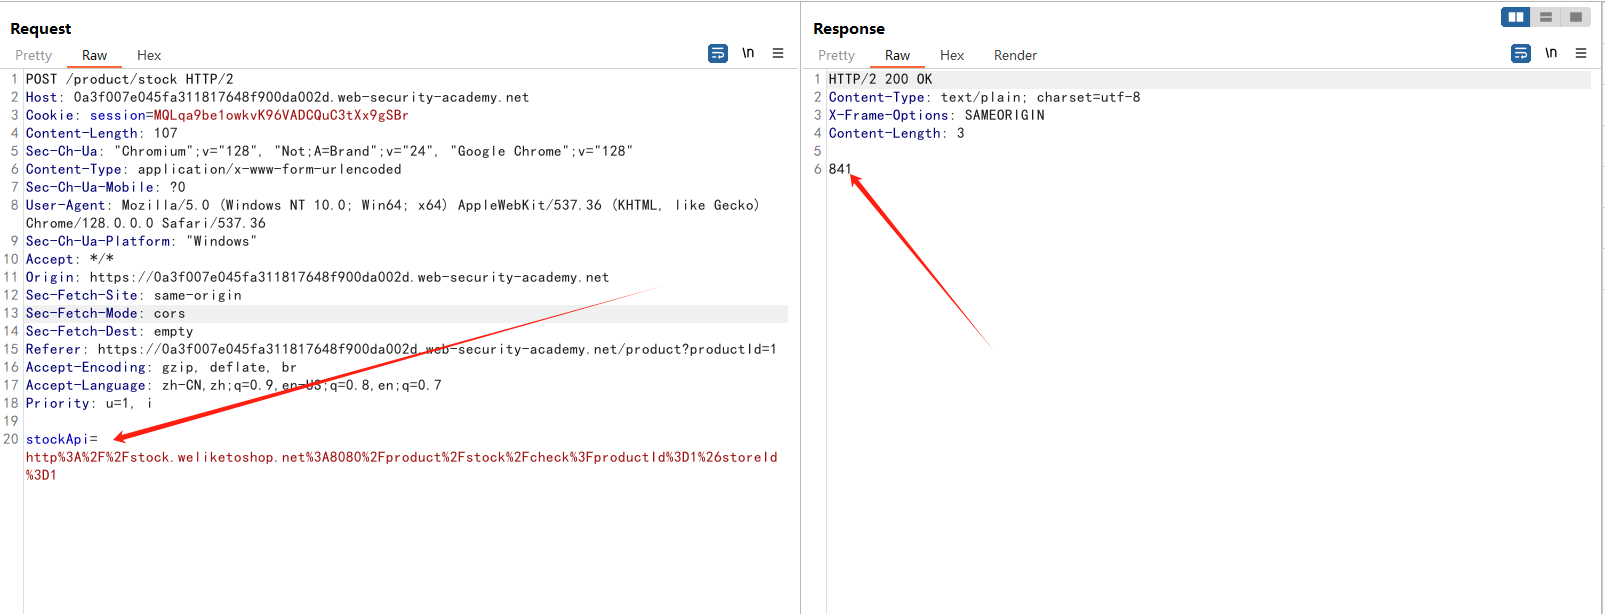 Request
Pretty Raw Hex
\n
1 POST /product/stock HTTP/2
2 Host: 0a3f007e045fa311817648f900da002d.web-security-academy.net
3 Cookie: session=MQLqa9be1owkvK96VADCQuC3tXx9gSBr
4 Content-Length: 107
5 Sec-Ch-Ua: "Chromium";v="128", "Not;A=Brand";v="24", "Google Chrome";v="128"
6 Content-Type: application/x-www-form-urlencoded
7 Sec-Ch-Ua-Mobile: ?0
8 User-Agent: Mozilla/5.0 (Windows NT 10.0; Win64; x64) AppleWebKit/537.36 (KHTML, like Gecko)
Chrome/128.0.0.0 Safari/537.36
9 Sec-Ch-Ua-Platform: "Windows"
10 Accept: */*
11 Origin: https://0a3f007e045fa311817648f900da002d.web-security-academy.net
12 Sec-Fetch-Site: same-origin
13 Sec-Fetch-Mode: cors
14 Sec-Fetch-Dest: empty
15 Referer: https://0a3f007e045fa311817648f900da002d.web-security-academy.net/product?productId=1
16 Accept-Encoding: gzip, deflate, br
17 Accept-Language: zh-CN,zh;q=0.9,en-US;q=0.8,en;q=0.7
18 Priority: u=1, i
19
20 stockApi=
http%3A%2F%2Fstock.weliketoshop.net%3A8080%2Fproduct%2Fstock%2Fcheck%3FproductId%3D1%26storeId
%3D1
Response
Pretty Raw Hex Render
\n
1 HTTP/2 200 OK
2 Content-Type: text/plain; charset=utf-8
3 X-Frame-Options: SAMEORIGIN
4 Content-Length: 3
5
6 841